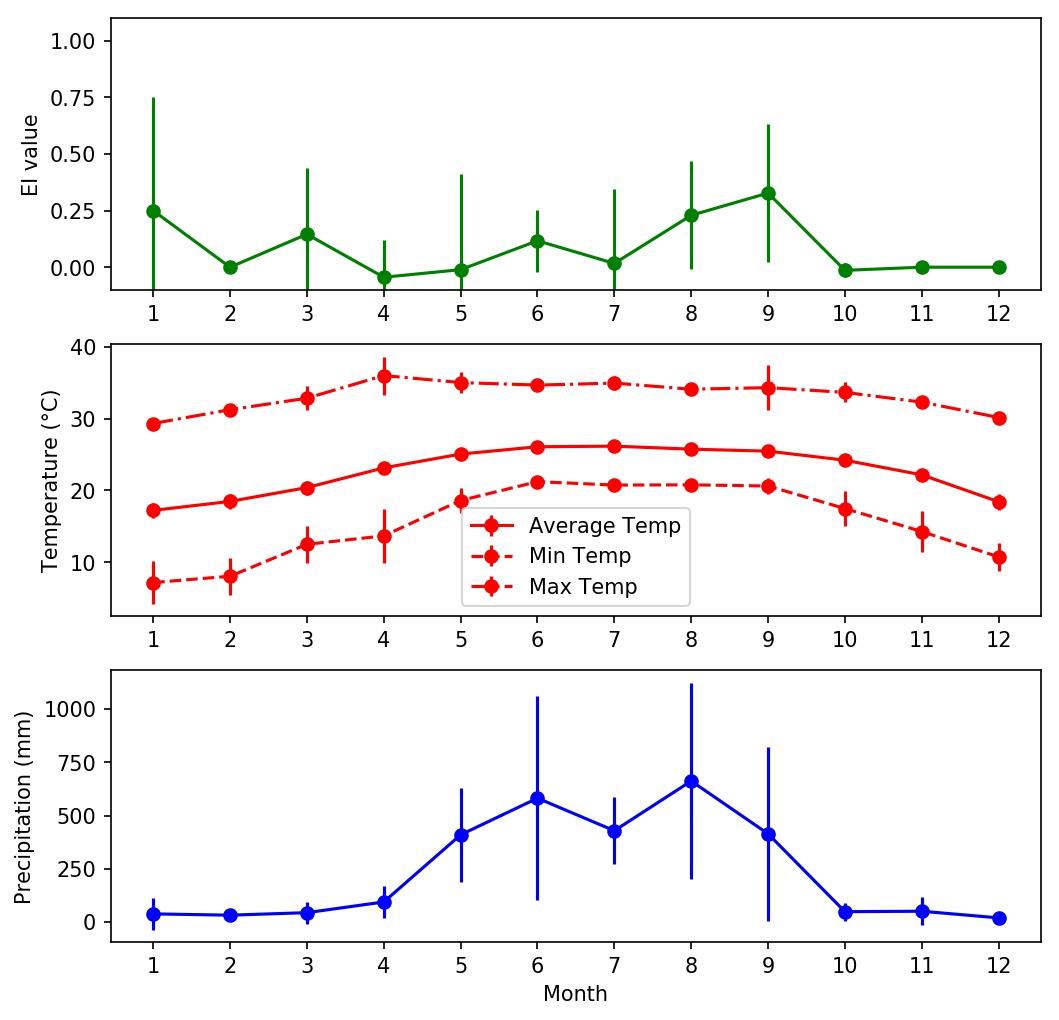 EI value
1.00
0.75
0.50
0.25
0.00
1 2 3 4 5 6 7 8 9 10 11 12
Temperature (°C)
40
30
20
10
Average Temp
Min Temp
Max Temp
1 2 3 4 5 6 7 8 9 10 11 12
Precipitation (mm)
1000
750
500
250
0
1 2 3 4 5 6 7 8 9 10 11 12
Month